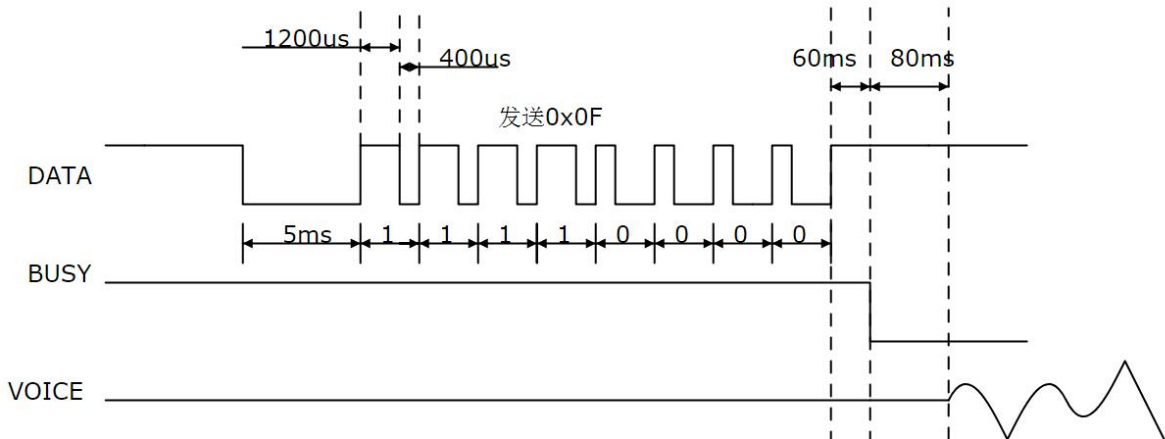 1200us
400us
60ms 80ms
发送0x0F
DATA
5ms 1 1 1 1 0 0 0 0
BUSY
VOICE